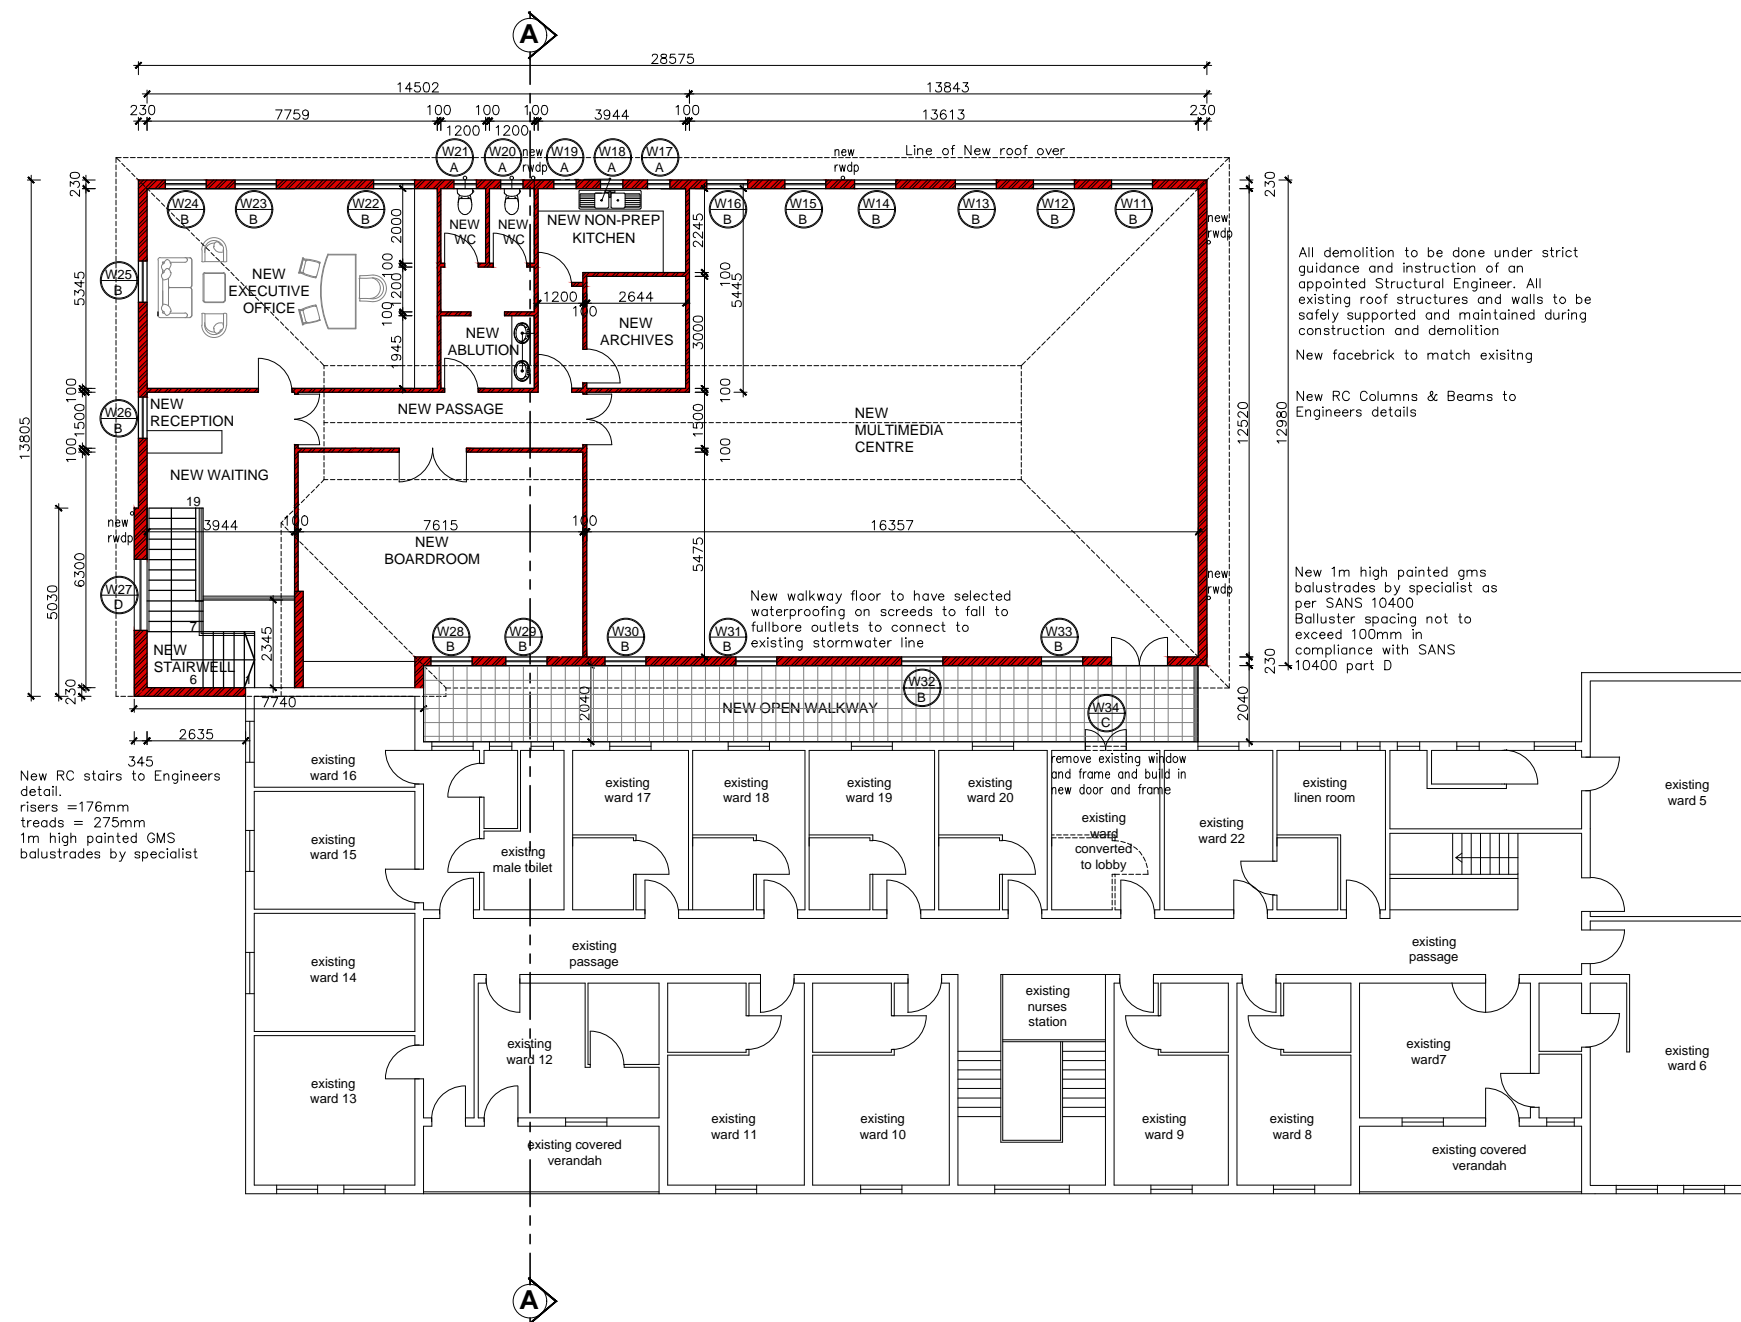 A
28575
14502
13843
230
7759
100
100
100
3944
100
13613
230
1200
1200
W21
A
W20
A
new
rwdp
W19
A
W18
A
W17
A
new
rwdp
Line of New roof over
230
230
W24
B
W23
B
W22
B
W16
B
W15
B
W14
B
W13
B
W12
B
W11
B
NEW
WC
NEW
WC
NEW NON-PREP
KITCHEN
2000
2245
new
rwdp
W25
B
5345
NEW
EXECUTIVE
OFFICE
100
1200
100
1945
100
5445
1200
2644
100
NEW
ABLUTION
NEW
ARCHIVES
3000
All demolition to be done under strict
guidance and instruction of an
appointed Structural Engineer. All
existing roof structures and walls to be
safely supported and maintained during
construction and demolition
New facebrick to match exisitng
New RC Columns & Beams to
Engineers details
13805
100
1500
100
W26
B
NEW
RECEPTION
NEW PASSAGE
100
1500
100
NEW
MULTIMEDIA
CENTRE
12520
12980
NEW WAITING
19
new
rwdp
3944
100
7615
100
16357
NEW
BOARDROOM
5475
5030
6300
W27
D
7
2345
NEW
STAIRWELL
6
1
New walkway floor to have selected
waterproofing on screeds to fall to
fullbore outlets to connect to
existing stormwater line
new
rwdp
New 1m high painted gms
balustrades by specialist as
per SANS 10400
Balluster spacing not to
exceed 100mm in
compliance with SANS
10400 part D
W28
B
W29
B
W30
B
W31
B
W33
B
230
230
7740
2040
NEW OPEN WALKWAY
W32
B
W34
C
2040
2635
345
New RC stairs to Engineers
detail.
risers =176mm
treads = 275mm
1m high painted GMS
balustrades by specialist
remove existing window
and frame and build in
new door and frame
existing
ward 16
existing
ward 17
existing
ward 18
existing
ward 19
existing
ward 20
existing
ward
converted
to lobby
existing
ward 22
existing
linen room
existing
ward 5
existing
ward 15
existing
male toilet
existing
ward 14
existing
passage
existing
passage
existing
nurses
station
existing
ward 13
existing
ward 12
existing
ward7
existing
ward 6
existing
ward 11
existing
ward 10
existing
ward 9
existing
ward 8
existing covered
verandah
existing covered
verandah
A